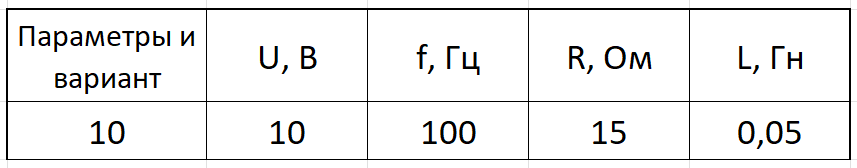 Параметры и вариант U, В f, Гц R, Ом L, Гн
10 10 100 15 0,05